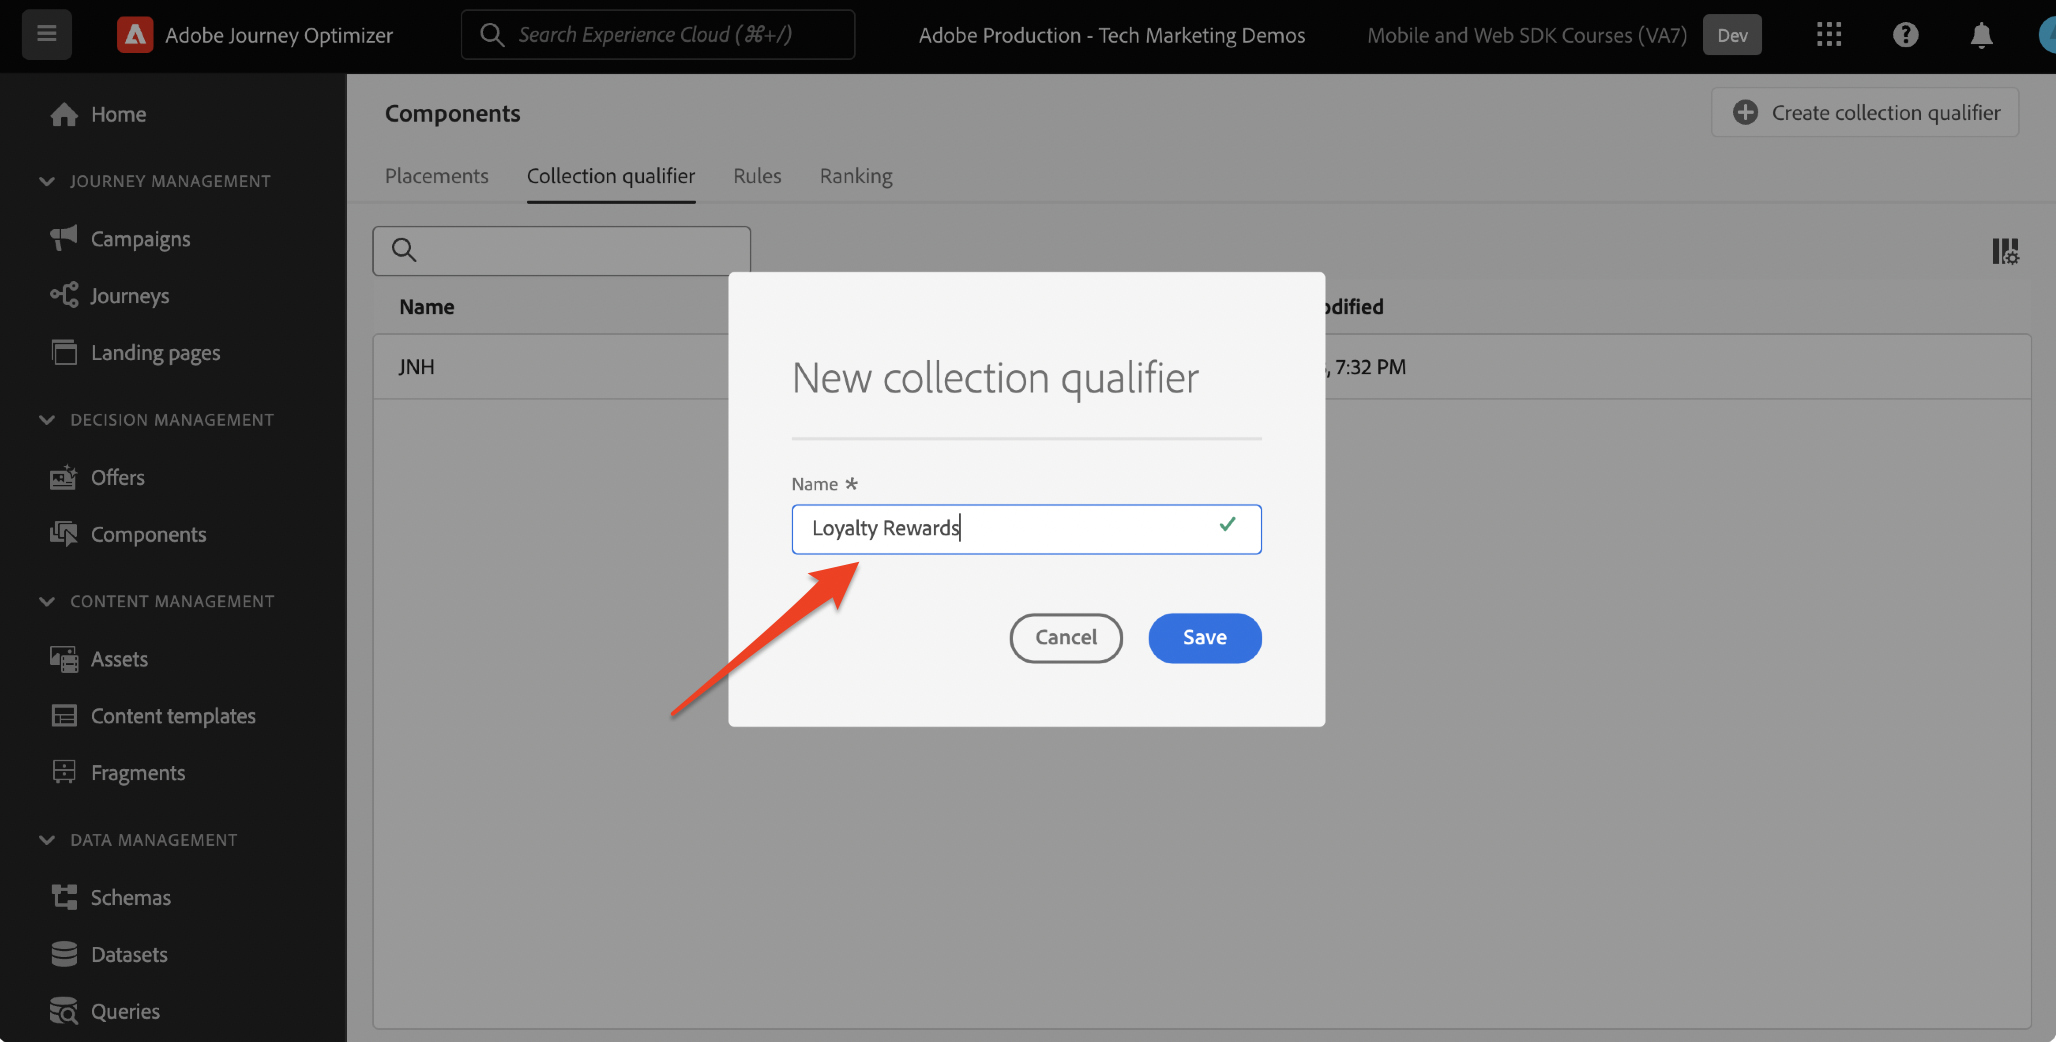 Adobe Journey Optimizer
Search Experience Cloud (⌘+/)
Adobe Production - Tech Marketing Demos
Mobile and Web SDK Courses (VA7)
Dev
Home
JOURNEY MANAGEMENT
Campaigns
Journeys
Landing pages
DECISION MANAGEMENT
Offers
Components
CONTENT MANAGEMENT
Assets
Content templates
Fragments
DATA MANAGEMENT
Schemas
Datasets
Queries
Components
Create collection qualifier
Placements
Collection qualifier
Rules
Ranking
Name
odified
JNH
, 7:32 PM
New collection qualifier
Name *
Loyalty Rewards
Cancel
Save